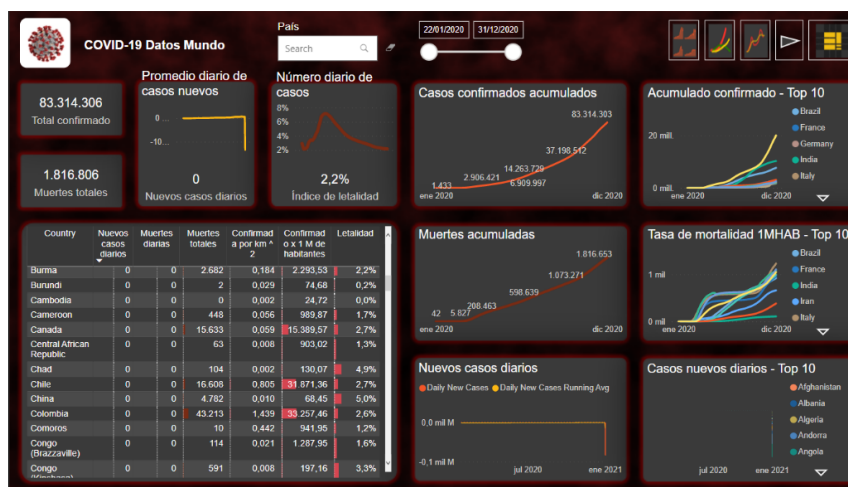 COVID-19 Datos Mundo
País
Search
22/01/2020
31/12/2020
83.314.306
Total confirmado
1.816.806
Muertes totales
Promedio diario de
casos nuevos
0 ...
-10...
0
Nuevos casos diarios
Número diario de
casos
8%
6%
4%
2%
2,2%
Índice de letalidad
Casos confirmados acumulados
83.314.303
37.198.512
14.263.729
6.909.997
2.906.421
1.433
ene 2020
dic 2020
Acumulado confirmado - Top 10
20 mill.
0 mill.
ene 2020
dic 2020
Brazil
France
Germany
India
Italy
Country
Nuevos
casos
diarios
Muertes
diarias
Muertes
totales
Confirmad
a por km ^
2
Confirmad
o x 1 M de
habitantes
Letalidad
Burma 0 0 2.682 0,184 2.293,53 2,2%
Burundi 0 0 2 0,029 74,68 0,2%
Cambodia 0 0 0 0,002 24,72 0,0%
Cameroon 0 0 448 0,056 989,87 1,7%
Canada 0 0 15.633 0,059 15.389,57 2,7%
Central African 0 0 63 0,008 903,02 1,3%
Republic
Chad 0 0 104 0,002 130,07 4,9%
Chile 0 0 16.608 0,805 31.871,36 2,7%
China 0 0 4.782 0,010 68,45 5,0%
Colombia 0 0 43.213 1,439 33.257,46 2,6%
Comoros 0 0 10 0,442 941,95 1,2%
Congo 0 0 114 0,021 1.287,95 1,6%
(Brazzaville)
Congo 0 0 591 0,008 197,16 3,3%
Muertes acumuladas
1.816.653
1.073.271
598.639
208.463
42
5.827
ene 2020
dic 2020
Tasa de mortalidad 1MHAB - Top 10
1 mil
0 mil
ene 2020
dic 2020
Brazil
France
India
Iran
Italy
Nuevos casos diarios
Daily New Cases
Daily New Cases Running Avg
0,0 mil M
-0,1 mil M
jul 2020
ene 2021
Casos nuevos diarios - Top 10
Afghanistan
Albania
Algeria
Andorra
Angola
jul 2020
ene 2021